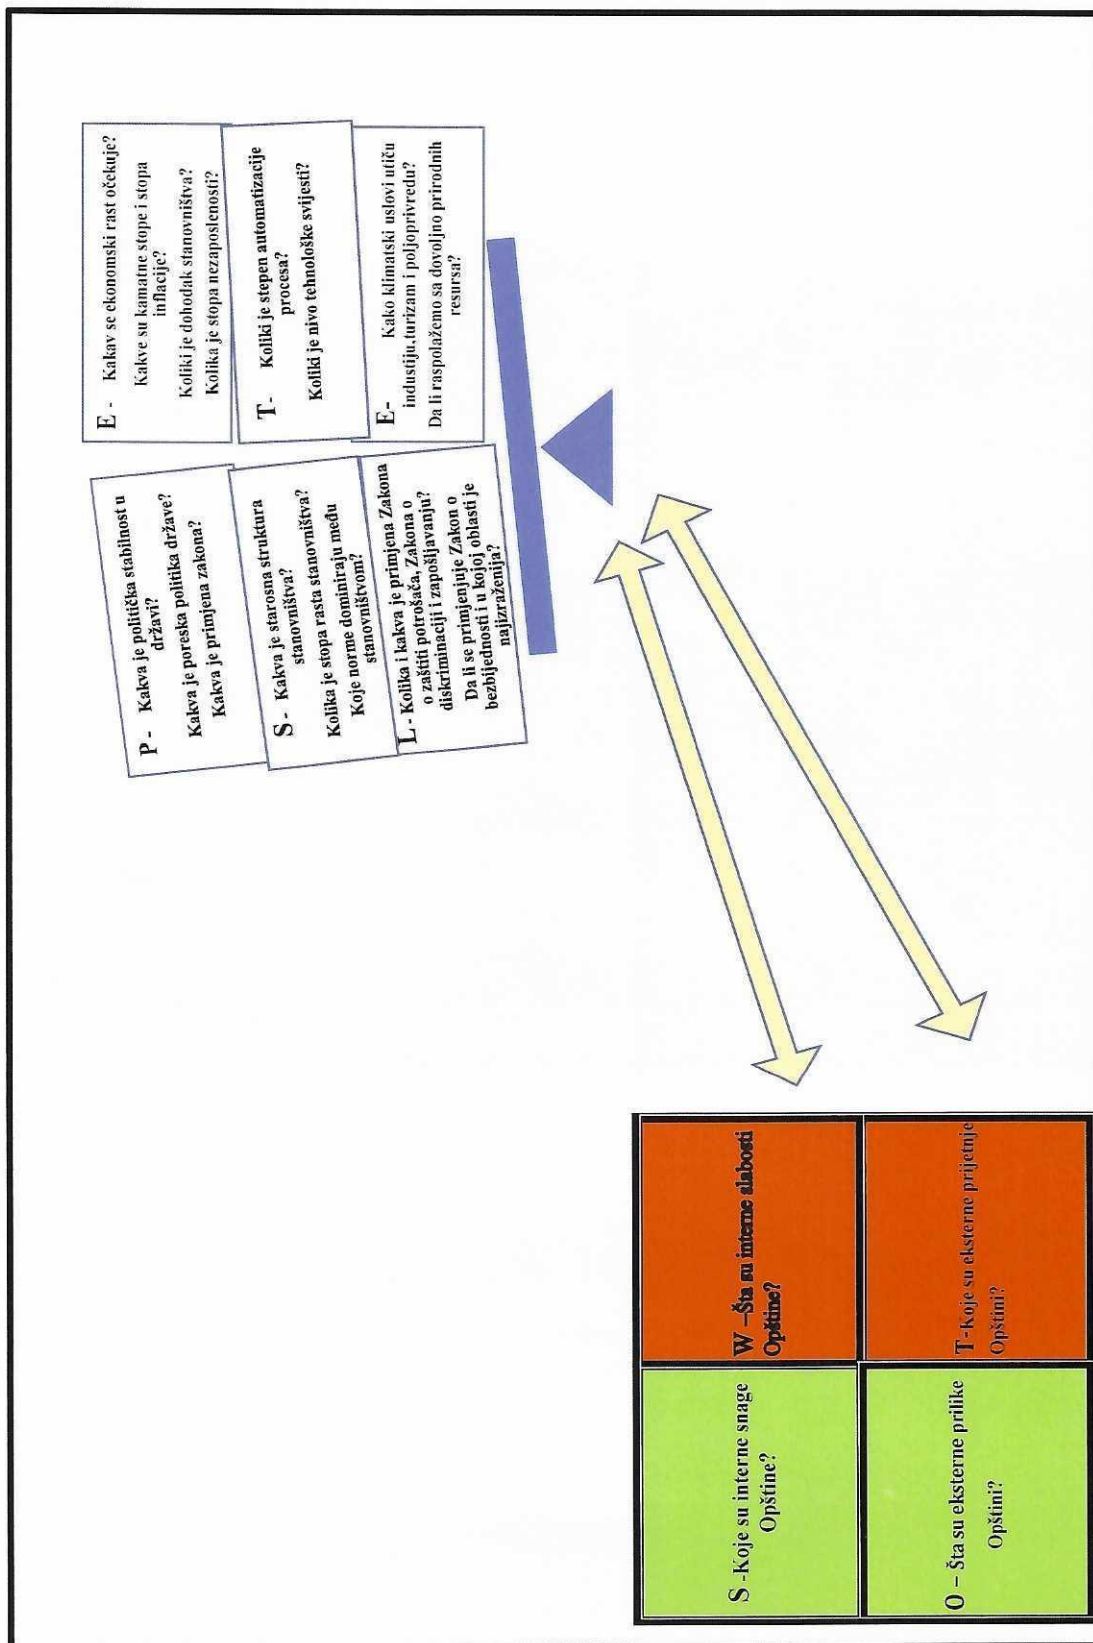 P - Kakva je politička stabilnost u
državi?
Kakva je poreska politika države?
Kakva je primjena zakona?
E - Kakav se ekonomski rast očekuje?
Kakve su kamatne stope i stopa
inflacije?
Koliki je dohodak stanovništva?
Kolika je stopa nezaposlenosti?
S - Kakva je starosna struktura
stanovništva?
Kolika je stopa rasta stanovništva?
Koje norme dominiraju među
stanovništvom?
T- Koliki je stepen automatizacije
procesa?
Koliki je nivo tehnološke svijesti?
L - Kolika i kakva je primjena Zakona
o zaštiti potrošača, Zakona o
diskriminaciji i zapošljavanju?
Da li se primjenjuje Zakon o
bezbijednosti i u kojoj oblasti je
najizraženija?
E- Kako klimatski uslovi utiču
industiju,turizam i poljoprivredu?
Da li raspolažemo sa dovoljno prirodnih
resursa?
S -Koje su interne snage
Opštine?
W –Šta su interne slabosti
Opštine?
O – Šta su eksterne prilike
Opštini?
T-Koje su eksterne prijetnje
Opštini?